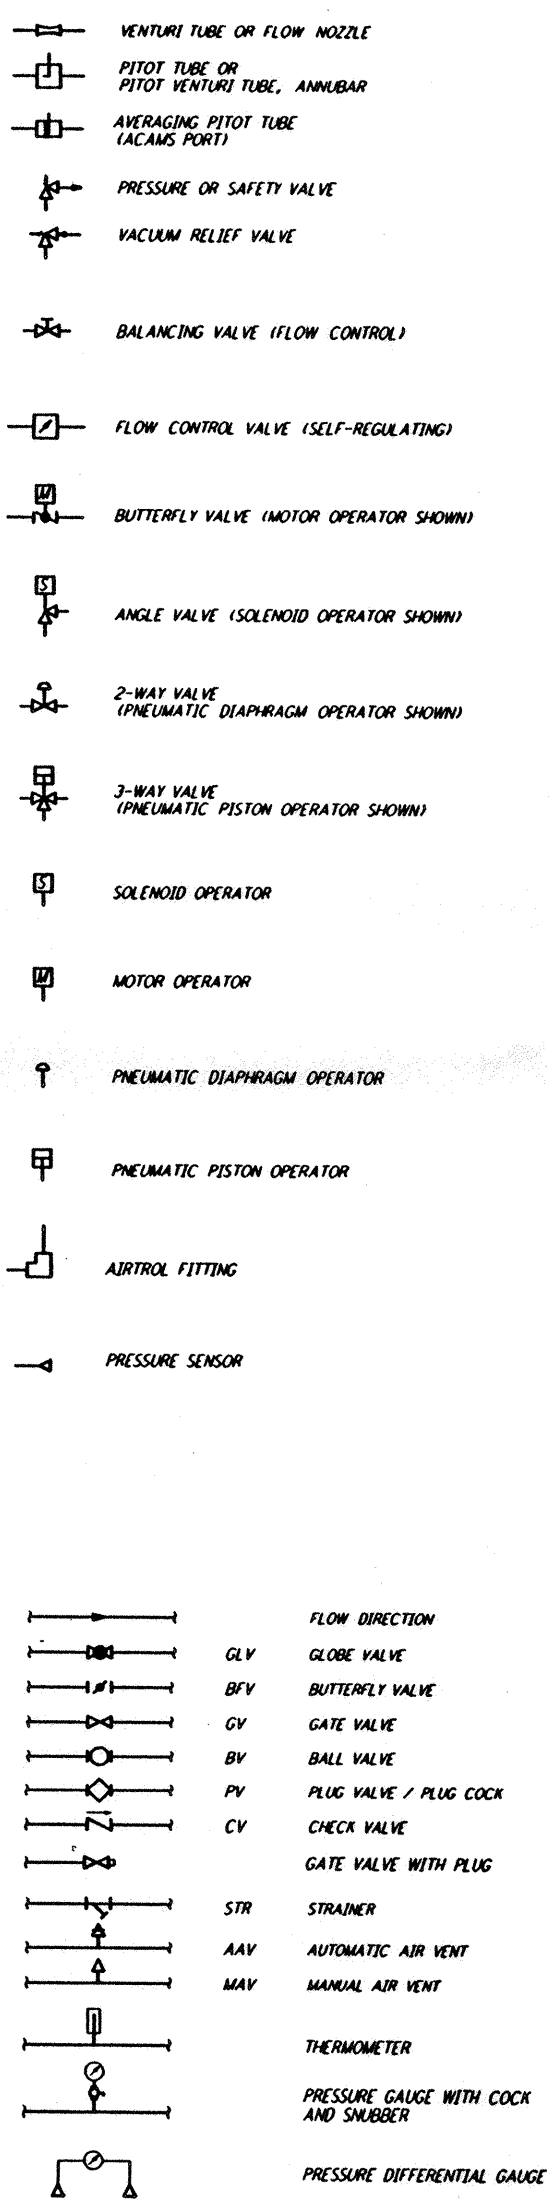 VENTURI TUBE OR FLOW NOZZLE
PITOT TUBE OR
PITOT VENTURI TUBE, ANNUBAR
AVERAGING PITOT TUBE
(ACAMS PORT)
PRESSURE OR SAFETY VALVE
VACUUM RELIEF VALVE
BALANCING VALVE (FLOW CONTROL)
FLOW CONTROL VALVE (SELF-REGULATING)
M
BUTTERFLY VALVE (MOTOR OPERATOR SHOWN)
S
ANGLE VALVE (SOLENOID OPERATOR SHOWN)
2-WAY VALVE
(PNEUMATIC DIAPHRAGM OPERATOR SHOWN)
3-WAY VALVE
(PNEUMATIC PISTON OPERATOR SHOWN)
S SOLENOID OPERATOR
M MOTOR OPERATOR
PNEUMATIC DIAPHRAGM OPERATOR
PNEUMATIC PISTON OPERATOR
AIRTROL FITTING
PRESSURE SENSOR
FLOW DIRECTION
GLV GLOBE VALVE
BFV BUTTERFLY VALVE
GV GATE VALVE
BV BALL VALVE
PV PLUG VALVE / PLUG COCK
CV CHECK VALVE
GATE VALVE WITH PLUG
STR STRAINER
AAV AUTOMATIC AIR VENT
MAV MANUAL AIR VENT
THERMOMETER
PRESSURE GAUGE WITH COCK
AND SNUBBER
PRESSURE DIFFERENTIAL GAUGE